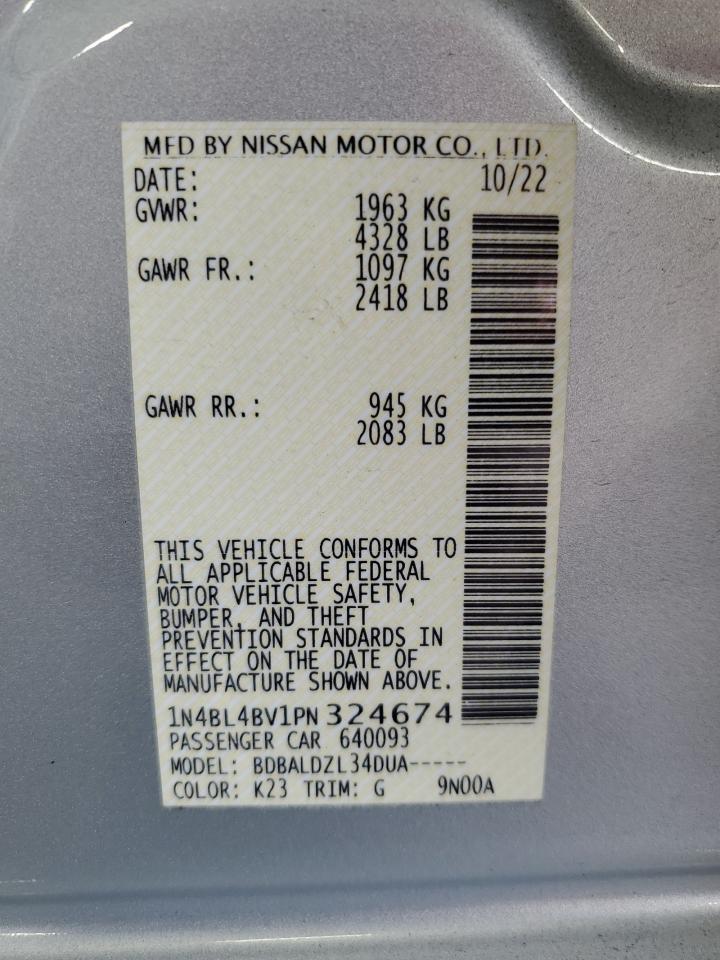 MFD BY NISSAN MOTOR CO., LTD.
DATE: 10/22
GVWR: 1963 KG
4328 LB
GAWR FR.: 1097 KG
2418 LB
GAWR RR.: 945 KG
2083 LB
THIS VEHICLE CONFORMS TO
ALL APPLICABLE FEDERAL
MOTOR VEHICLE SAFETY,
BUMPER, AND THEFT
PREVENTION STANDARDS IN
EFFECT ON THE DATE OF
MANUFACTURE SHOWN ABOVE.
1N4BL4BV1PN 324674
PASSENGER CAR 640093
MODEL: BDBALDZL34DUA-----
COLOR: K23 TRIM: G 9N00A